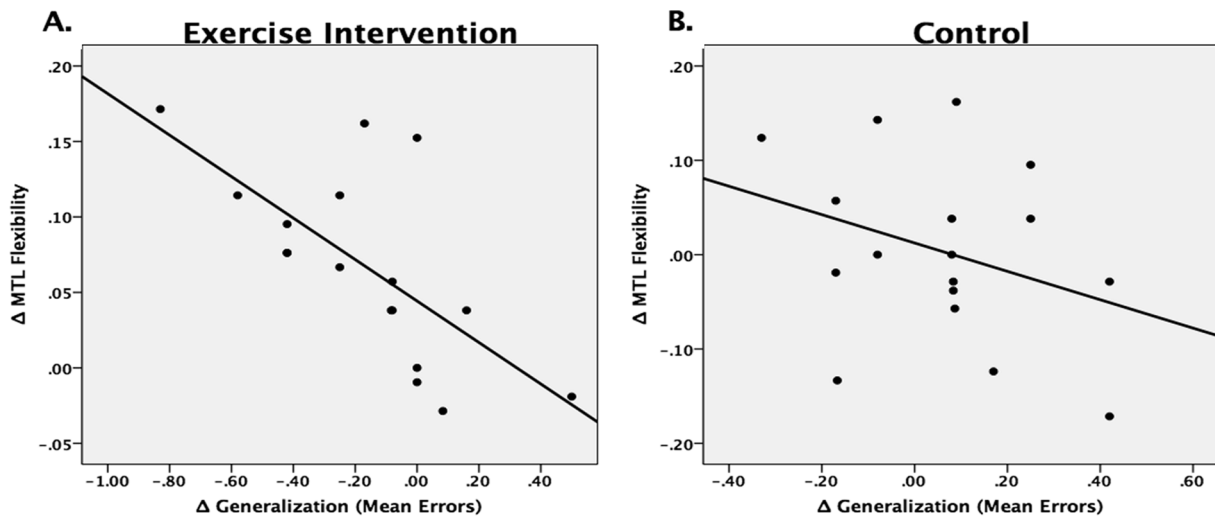 A.
Exercise Intervention
.20
.15
.10
.05
.00
-.05
Δ MTL Flexibility
-1.00 -.80 -.60 -.40 -.20 .00 .20 .40
Δ Generalization (Mean Errors)
B.
Control
.20
.10
.00
-.10
-.20
Δ MTL Flexibility
-.40 -.20 .00 .20 .40 .60
Δ Generalization (Mean Errors)